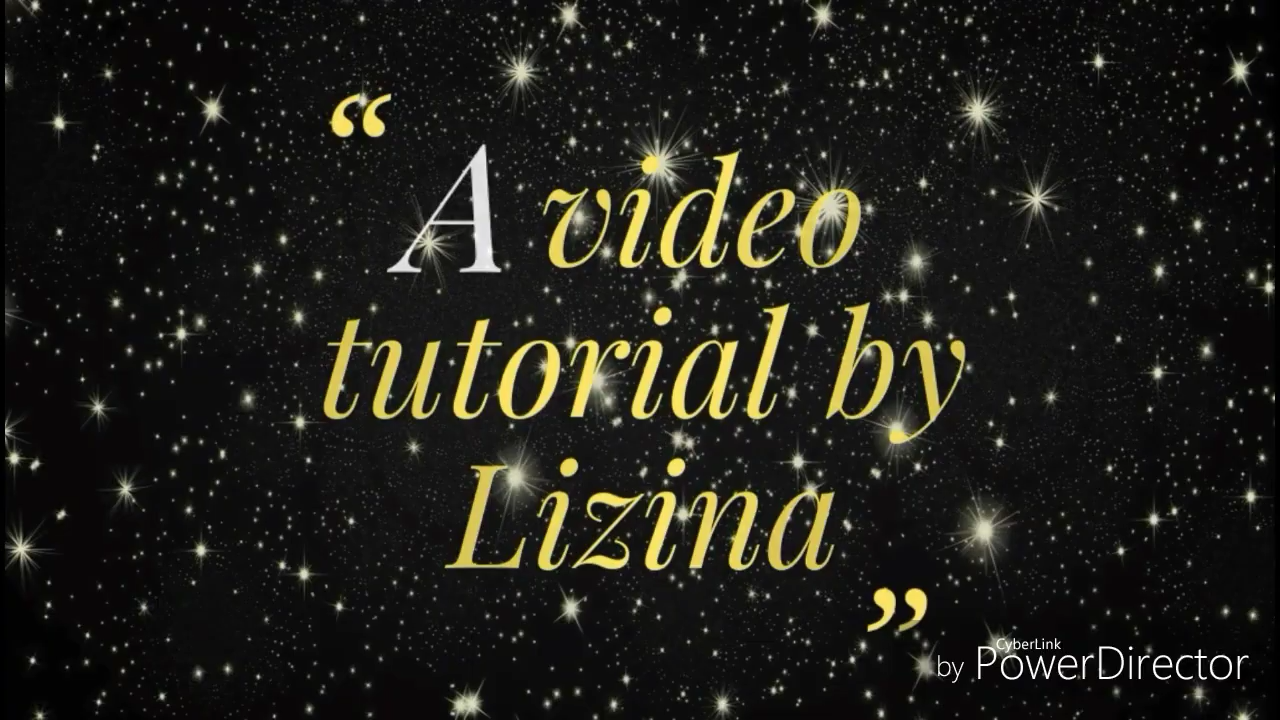 “
A video
tutorial by
Lizina
”
CyberLink
by PowerDirector